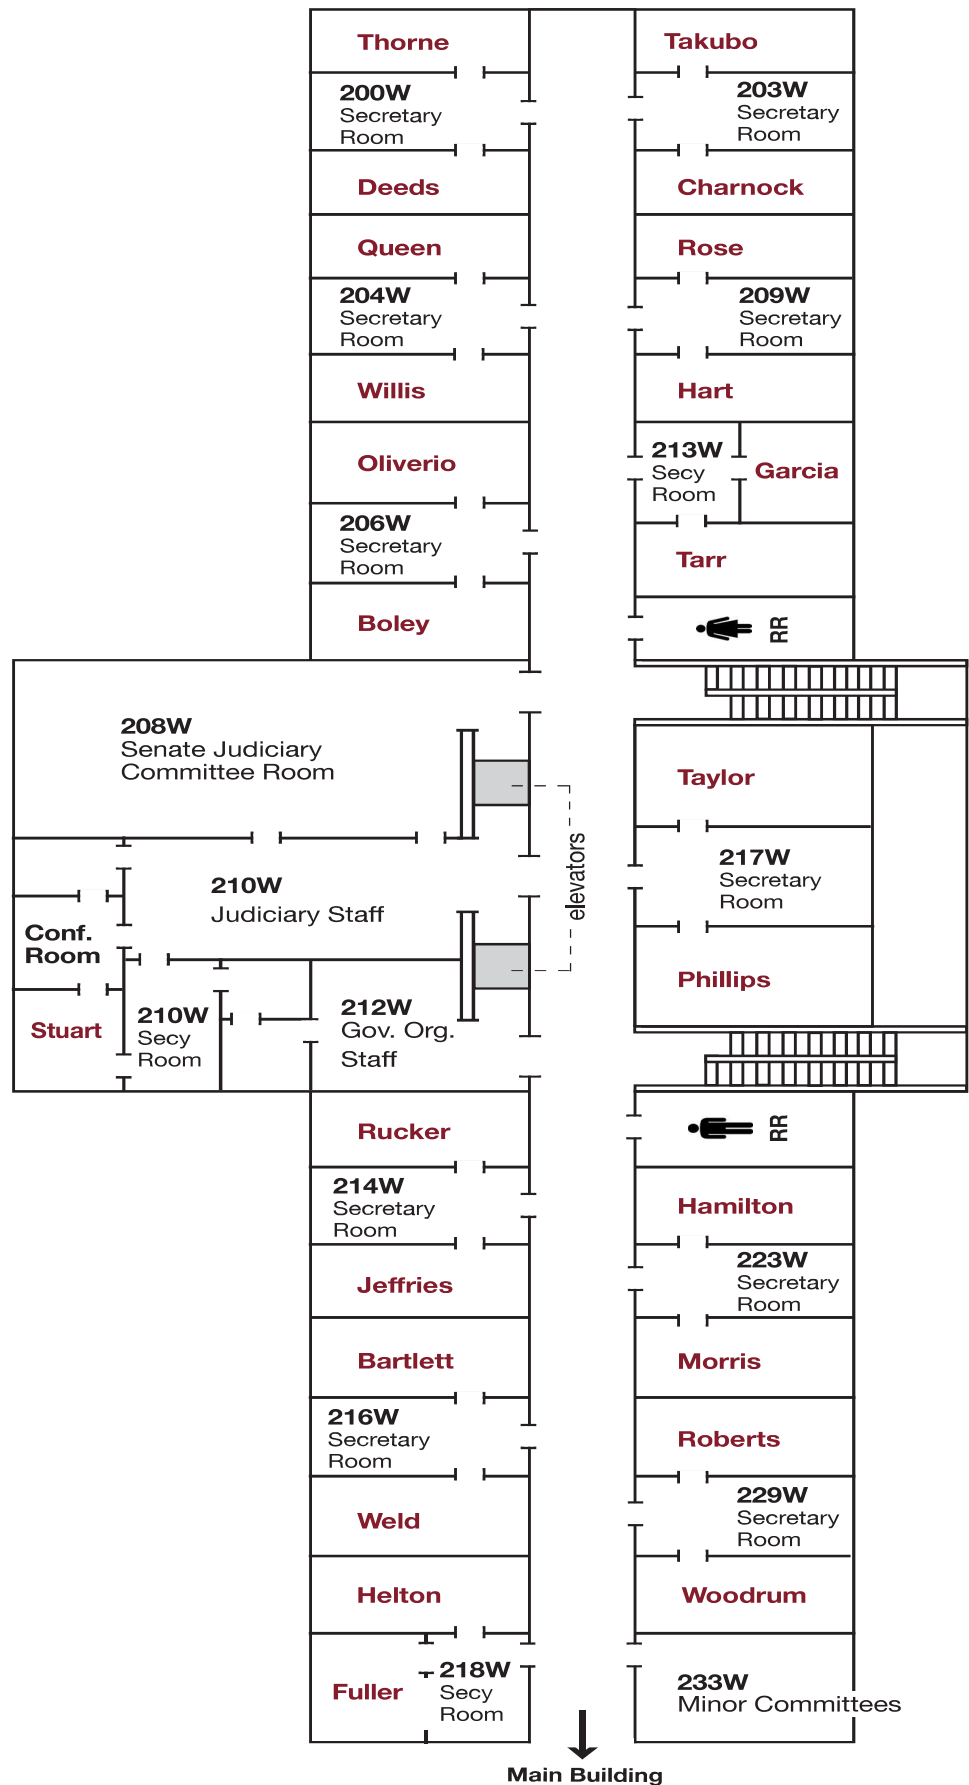 Thorne
200W
Secretary
Room
Deeds
Queen
204W
Secretary
Room
Willis
Oliverio
206W
Secretary
Room
Boley
Takubo
203W
Secretary
Room
Charnock
Rose
209W
Secretary
Room
Hart
213W
Secy
Room
Garcia
Tarr
RR
208W
Senate Judiciary
Committee Room
elevators
210W
Judiciary Staff
Conf.
Room
Stuart
210W
Secy
Room
212W
Gov. Org.
Staff
Taylor
217W
Secretary
Room
Phillips
Rucker
214W
Secretary
Room
Jeffries
Bartlett
216W
Secretary
Room
Weld
Helton
Fuller
218W
Secy
Room
RR
Hamilton
223W
Secretary
Room
Morris
Roberts
229W
Secretary
Room
Woodrum
233W
Minor Committees
Main Building